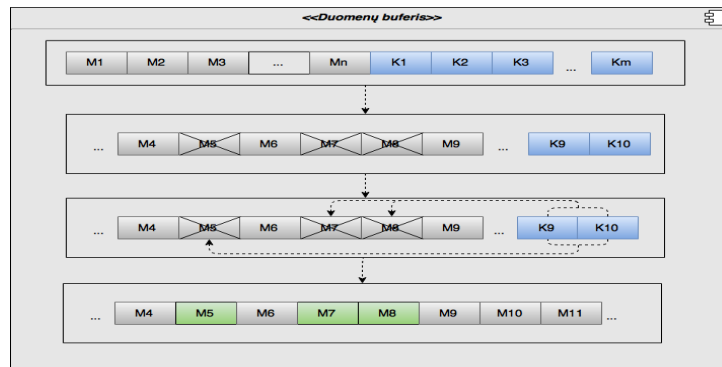 <<Duomenų buferis>>
M1 M2 M3 ... Mn K1 K2 K3 ... Km
... M4 M5 M6 M7 M8 M9 ... K9 K10
... M4 M5 M6 M7 M8 M9 ... K9 K10
... M4 M5 M6 M7 M8 M9 M10 M11 ...